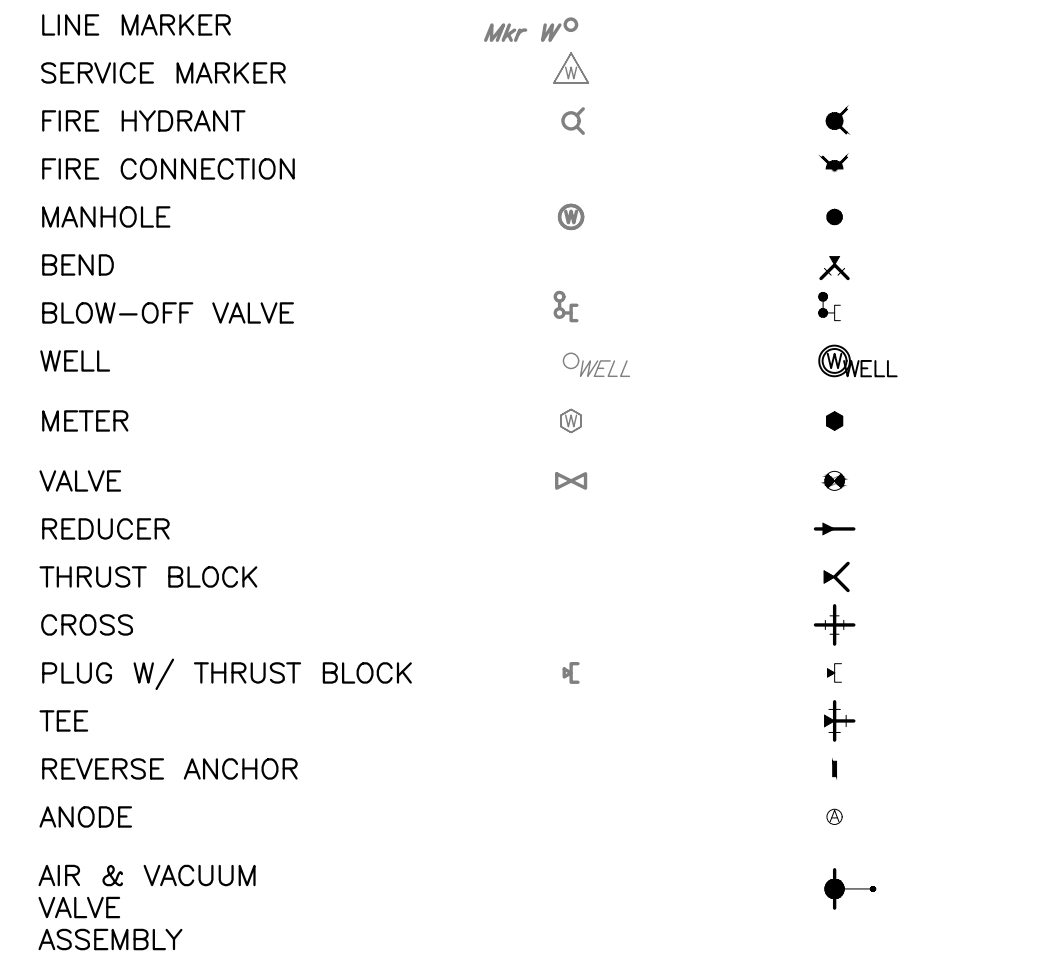 LINE MARKER Mkr W
SERVICE MARKER W
FIRE HYDRANT
FIRE CONNECTION
MANHOLE W
BEND
BLOW-OFF VALVE
WELL WELL W WELL
METER W
VALVE
REDUCER
THRUST BLOCK
CROSS
PLUG W/ THRUST BLOCK
TEE
REVERSE ANCHOR
ANODE A
AIR & VACUUM
VALVE
ASSEMBLY